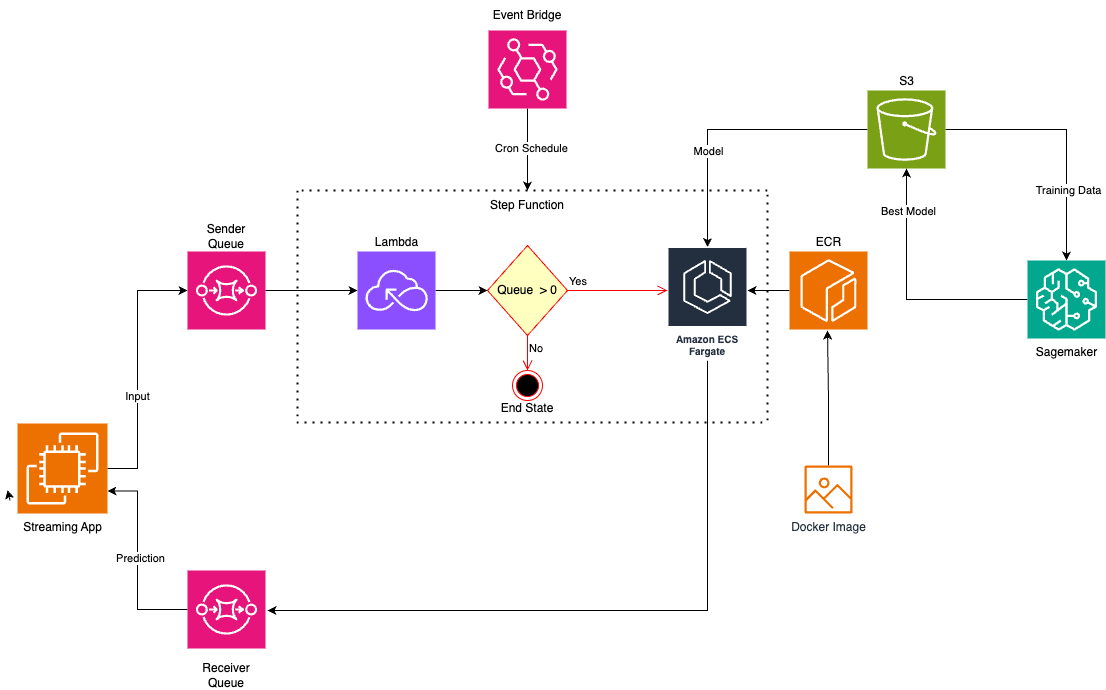 Event Bridge
Cron Schedule
S3
Model
Training Data
Best Model
Step Function
Sender
Queue
Lambda
Queue > 0
Yes
No
End State
Amazon ECS
Fargate
ECR
Sagemaker
Input
Streaming App
Docker Image
Prediction
Receiver
Queue